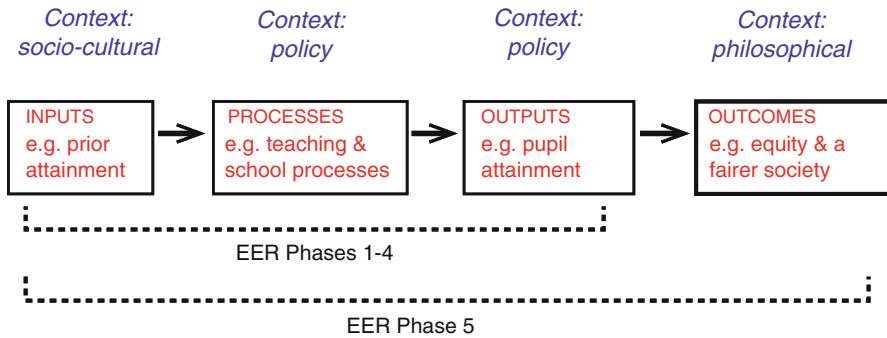 Context:
socio-cultural
Context:
policy
Context:
policy
Context:
philosophical
INPUTS
e.g. prior
attainment
PROCESSES
e.g. teaching &
school processes
OUTPUTS
e.g. pupil
attainment
OUTCOMES
e.g. equity & a
fairer society
EER Phases 1-4
EER Phase 5